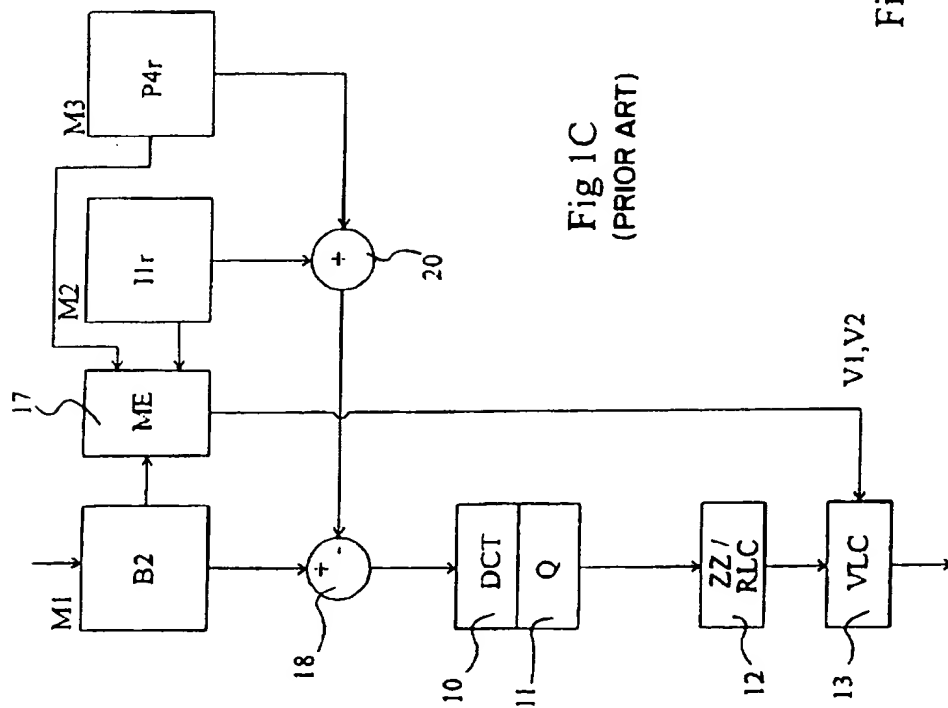 M1
B2
17
ME
M2
I1r
M3
P4r
18
+
-
+
20
10
DCT
11
Q
12
ZZ /
RLC
13
VLC
V1,V2
Fig 1C
(PRIOR ART)
Fi